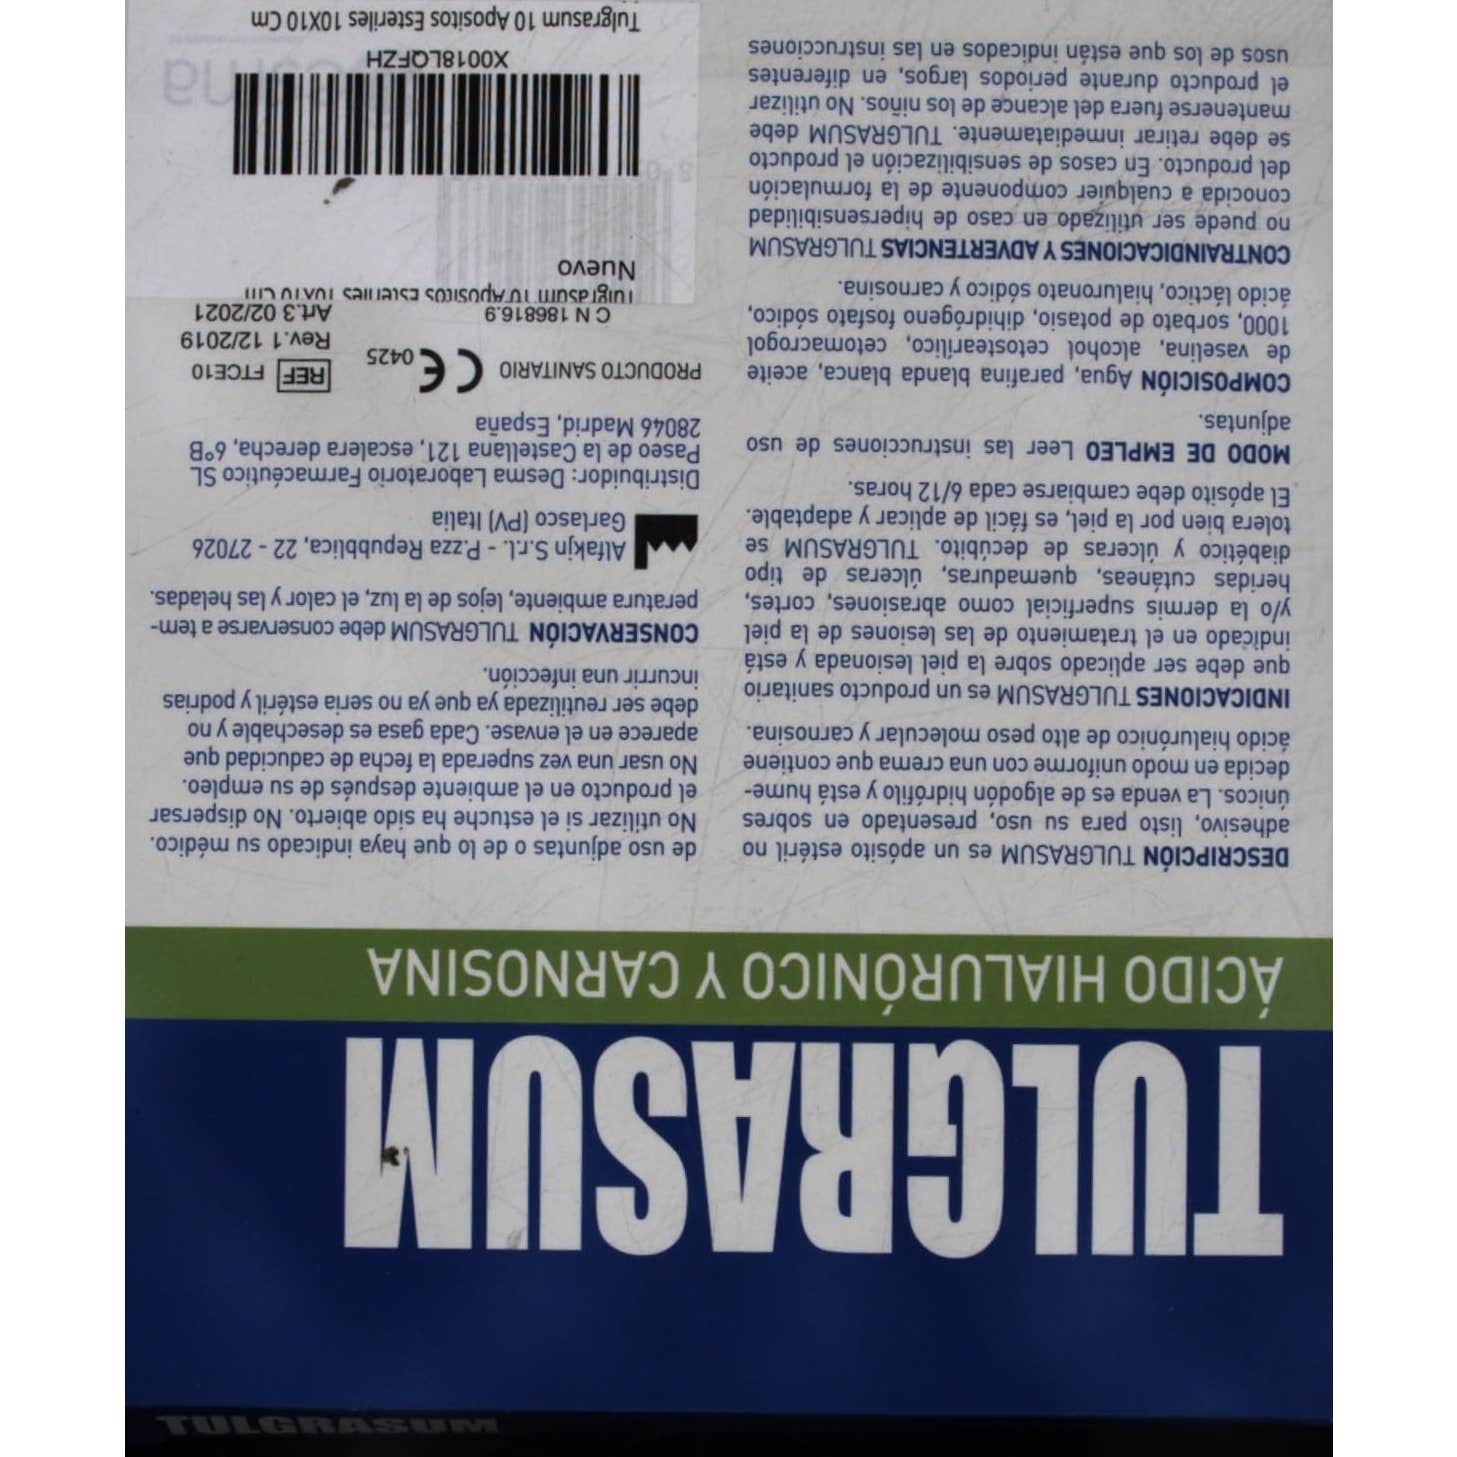 TULGRASUM
TULGRASUM
ÁCIDO HIALURÓNICO Y CARNOSINA
DESCRIPCIÓN TULGRASUM es un apósito estéril no
adhesivo, listo para su uso, presentado en sobres
únicos. La venda es de algodón hidrófilo y está hume-
decida en modo uniforme con una crema que contiene
ácido hialurónico de alto peso molecular y carnosina.
INDICACIONES TULGRASUM es un producto sanitario
que debe ser aplicado sobre la piel lesionada y está
indicado en el tratamiento de las lesiones de la piel
y/o la dermis superficial como abrasiones, cortes,
heridas cutáneas, quemaduras, úlceras de tipo
diabético y úlceras de decúbito. TULGRASUM se
tolera bien por la piel, es fácil de aplicar y adaptable.
El apósito debe cambiarse cada 6/12 horas.
MODO DE EMPLEO Leer las instrucciones de uso
adjuntas.
COMPOSICIÓN Agua, parafina blanda blanca, aceite
de vaselina, alcohol cetostearílico, cetomacrogol
1000, sorbato de potasio, dihidrógeno fosfato sódico,
ácido láctico, hialuronato sódico y carnosina.
CONTRAINDICACIONES Y ADVERTENCIAS TULGRASUM
no puede ser utilizado en caso de hipersensibilidad
conocida a cualquier componente de la formulación
del producto. En casos de sensibilización el producto
se debe retirar inmediatamente. TULGRASUM debe
mantenerse fuera del alcance de los niños. No utilizar
el producto durante periodos largos, en diferentes
usos de los que están indicados en las instrucciones
de uso adjuntas o de lo que haya indicado su médico.
No utilizar si el estuche ha sido abierto. No dispersar
el producto en el ambiente después de su empleo.
No usar una vez superada la fecha de caducidad que
aparece en el envase. Cada gasa es desechable y no
debe ser reutilizada ya que ya no seria estéril y podrias
incurrir una infección.
CONSERVACIÓN TULGRASUM debe conservarse a tem-
peratura ambiente, lejos de la luz, el calor y las heladas.
Alfakjn S.r.l. - P.zza Repubblica, 22 - 27026
Garlasco (PV) Italia
Distribuidor: Desma Laboratorio Farmacéutico SL
Paseo de la Castellana 121, escalera derecha, 6ºB
28046 Madrid, España
PRODUCTO SANITARIO CE 0425
REF FTCE10
Rev.1 12/2019
Art.3 02/2021
C N 186816.9
Tulgrasum 10 Apositos Esteriles 10X10 Cm
Nuevo
X0018LQFZH
Tulgrasum 10 Apositos Esteriles 10X10 Cm